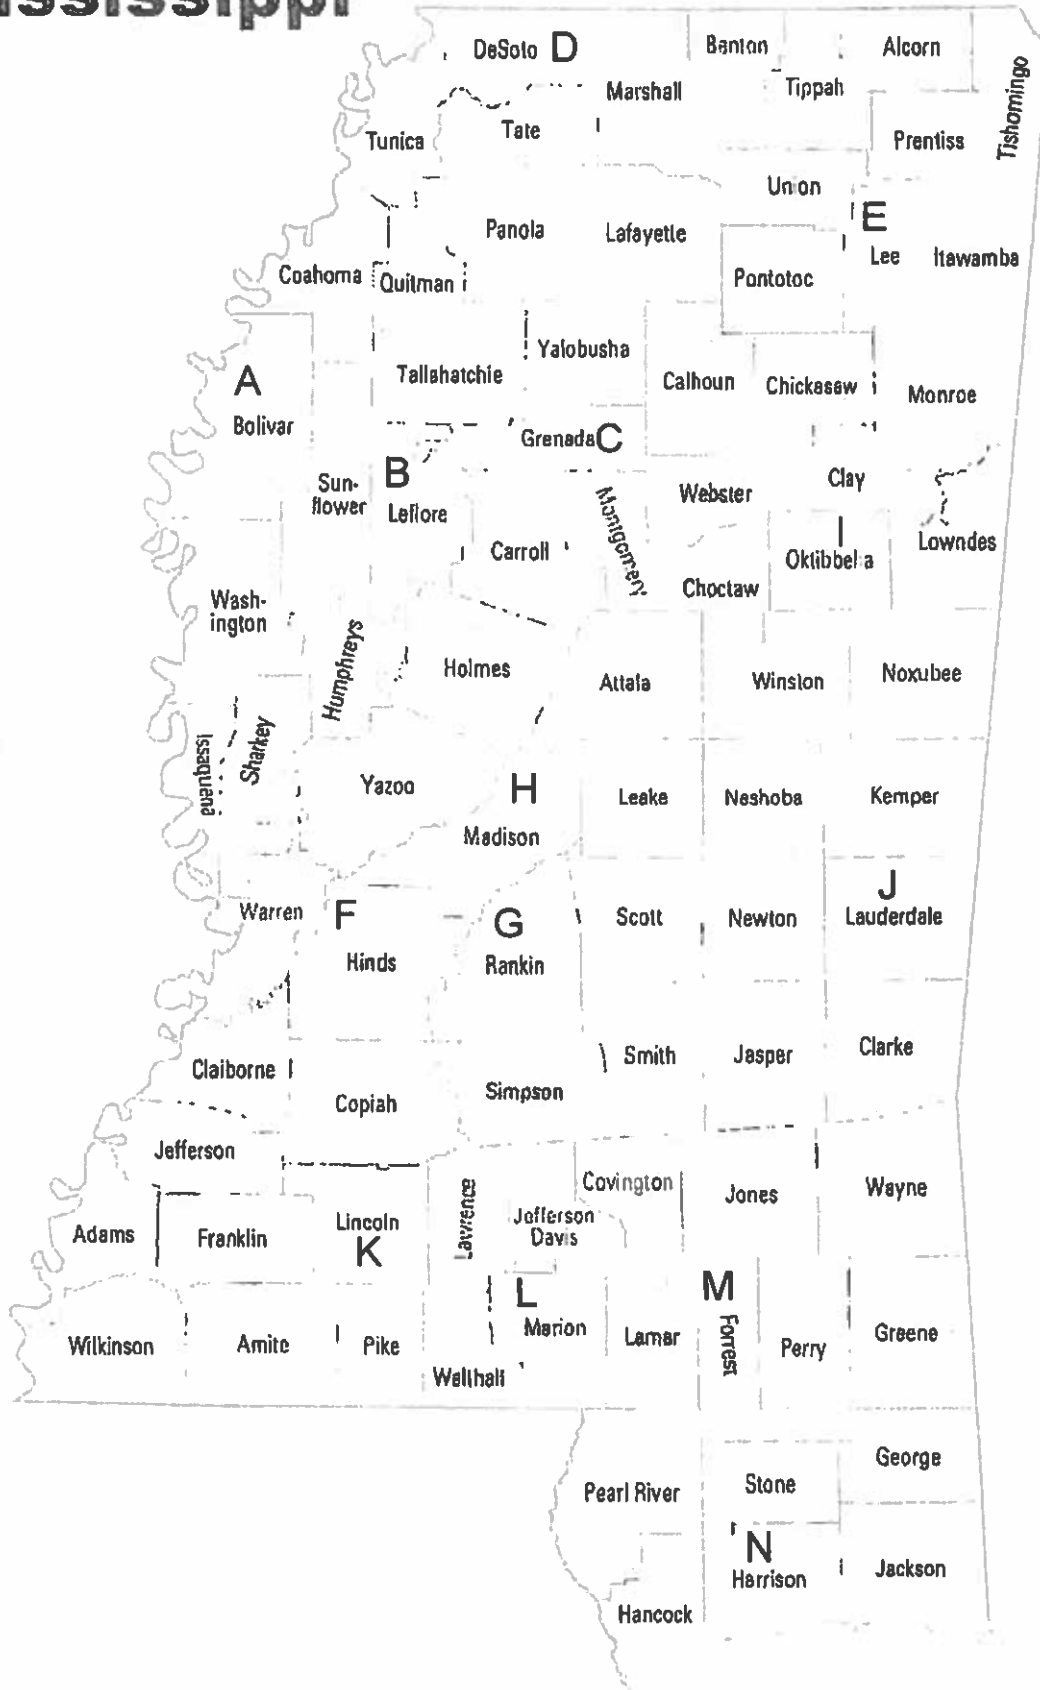 ississippi
DeSoto D
Benton
Alcorn
Tishomingo
Marshall
Tippah
Tunica
Tate
Prentiss
Union
E
Panola
Lafayette
Lee
Itawamba
Coahoma
Quitman
Pontotoc
Yalobusha
A
Tallahatchie
Calhoun
Chickasaw
Monroe
Bolivar
Grenada C
B
Sun-
flower
Leflore
Montgomery
Webster
Clay
Carroll
Oktibbeha
Lowndes
Choctaw
Wash-
ington
Humphreys
Holmes
Attala
Winston
Noxubee
Issaquena
Sharkey
Yazoo
H
Madison
Leake
Neshoba
Kemper
J
Warren
F
G
Scott
Newton
Lauderdale
Hinds
Rankin
Claiborne
Smith
Jasper
Clarke
Copiah
Simpson
Jefferson
Covington
Jones
Wayne
Lawrence
Adams
Franklin
Lincoln
K
Jefferson
Davis
L
M
Wilkinson
Amite
Pike
Marion
Lamar
Forrest
Perry
Greene
Walthall
George
Pearl River
Stone
N
Harrison
Jackson
Hancock